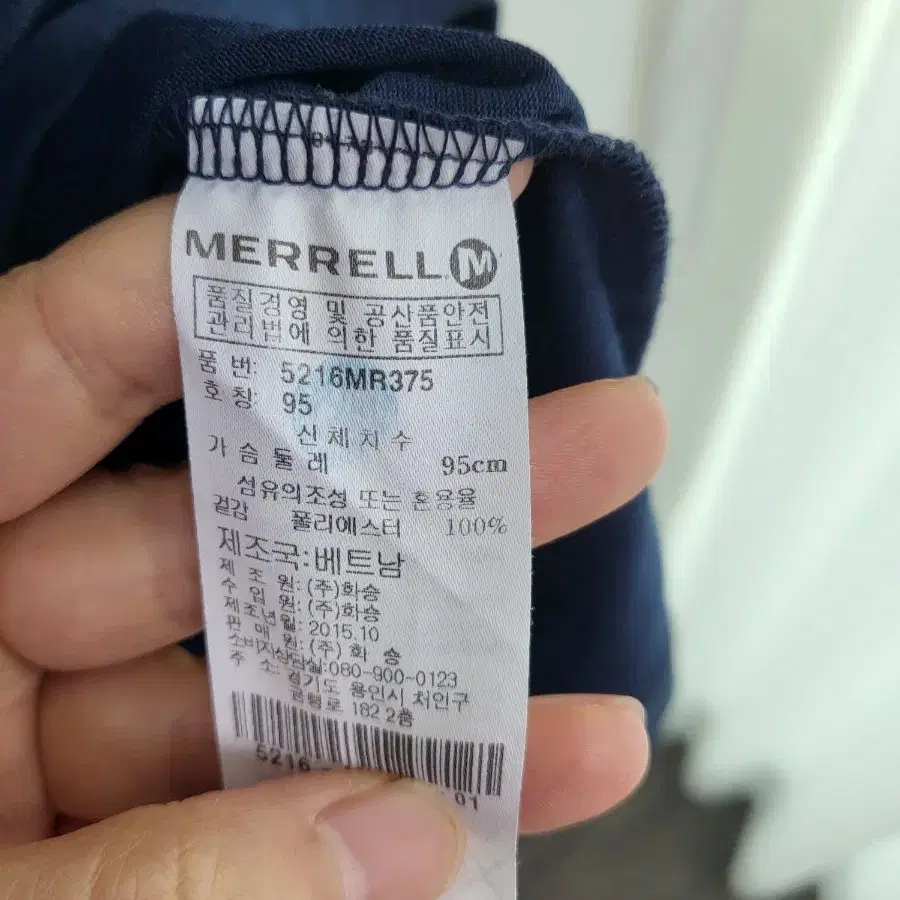 MERRELL M
품질경영 및 공산품안전
관리법에 의한 품질표시
품 번: 5216MR375
호 칭: 95
신체치수
가슴둘레 95cm
섬유의조성 또는 혼용율
겉감 폴리에스터 100%
제조국:베트남
제 조 원: (주)화승
수 입 원: (주)화승
제조년월: 2015.10
판 매 원: (주) 화 승
소비자상담실:080-900-0123
주 소: 경기도 용인시 처인구
182 2층
5216
01